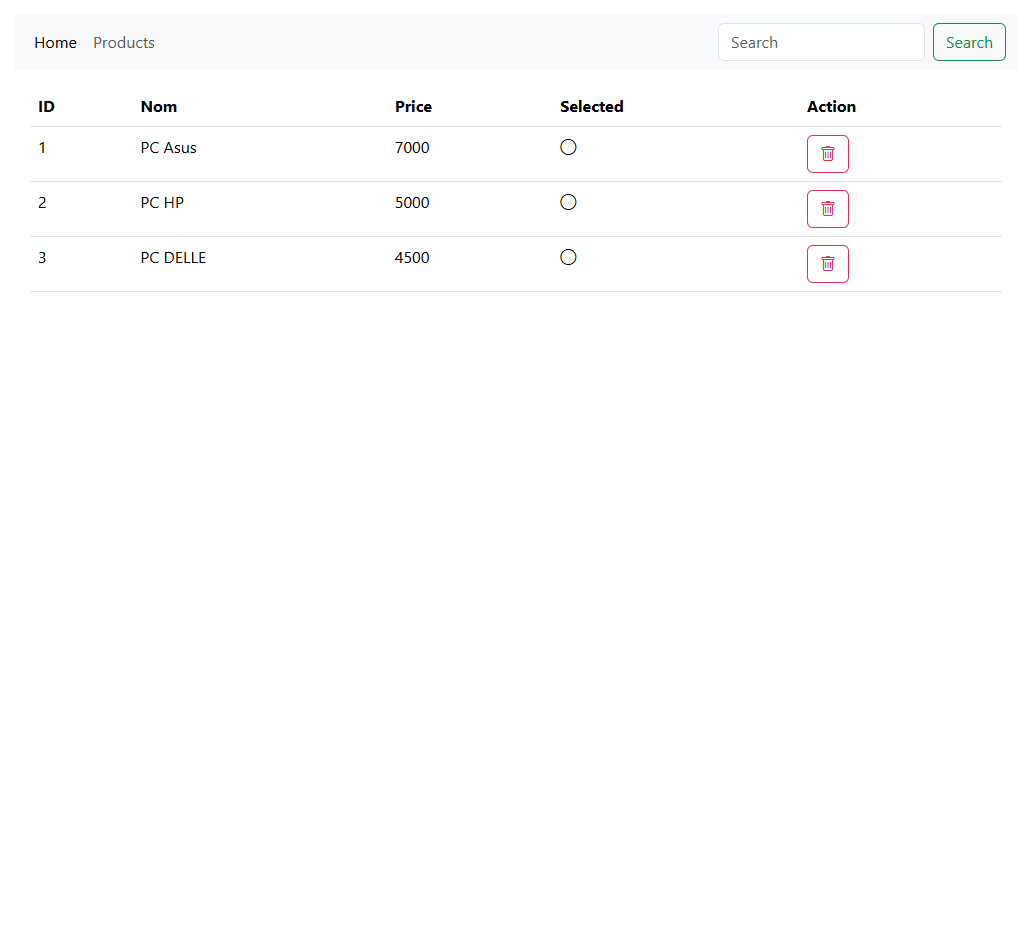 Home Products Search Search
ID Nom Price Selected Action
1 PC Asus 7000
2 PC HP 5000
3 PC DELLE 4500